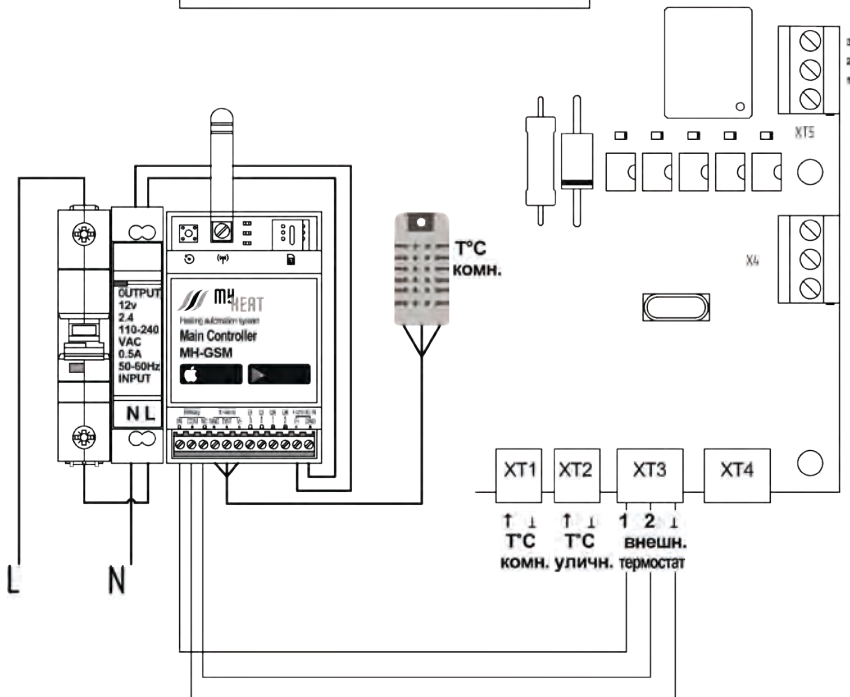 XT5
X4
T°C
комн.
OUTPUT
12v
2.4
110-240
VAC
0.5A
50-60Hz
INPUT
N L
MY HEAT
Heating automation system
Main Controller
MH-GSM
XT1 XT2 XT3 XT4
↑ ⊥ ↑ ⊥ 1 2 ⊥
T°C T°C внешн.
комн. уличн. термостат
L N